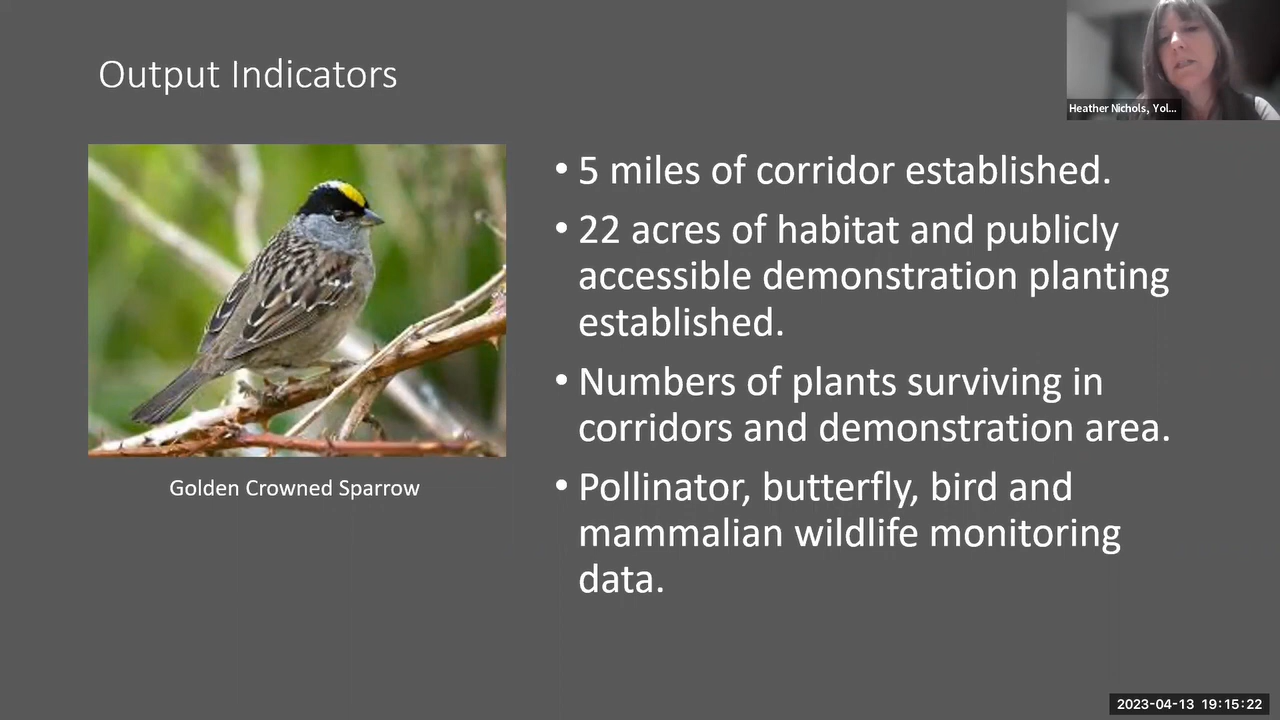 Output Indicators
Heather Nichols, Yol...
• 5 miles of corridor established.
• 22 acres of habitat and publicly
accessible demonstration planting
established.
• Numbers of plants surviving in
corridors and demonstration area.
• Pollinator, butterfly, bird and
mammalian wildlife monitoring
data.
Golden Crowned Sparrow
2023-04-13 19:15:22